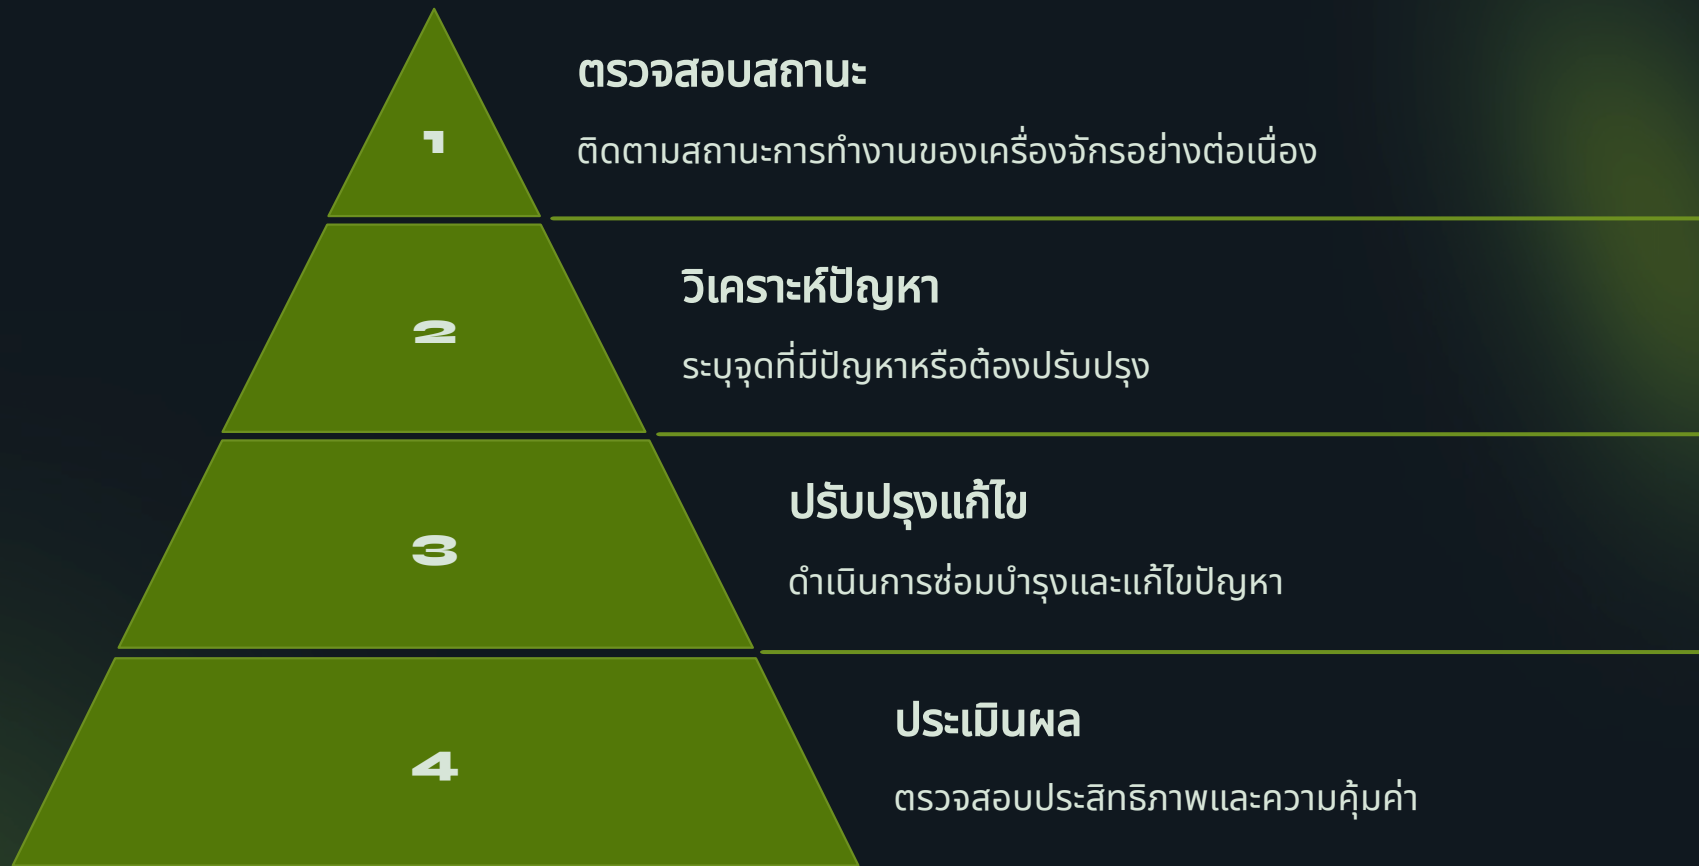 1
ตรวจสอบสถานะ
ติดตามสถานะการทำงานของเครื่องจักรอย่างต่อเนื่อง
2
วิเคราะห์ปัญหา
ระบุจุดที่มีปัญหาหรือต้องปรับปรุง
3
ปรับปรุงแก้ไข
ดำเนินการซ่อมบำรุงและแก้ไขปัญหา
4
ประเมินผล
ตรวจสอบประสิทธิภาพและความคุ้มค่า